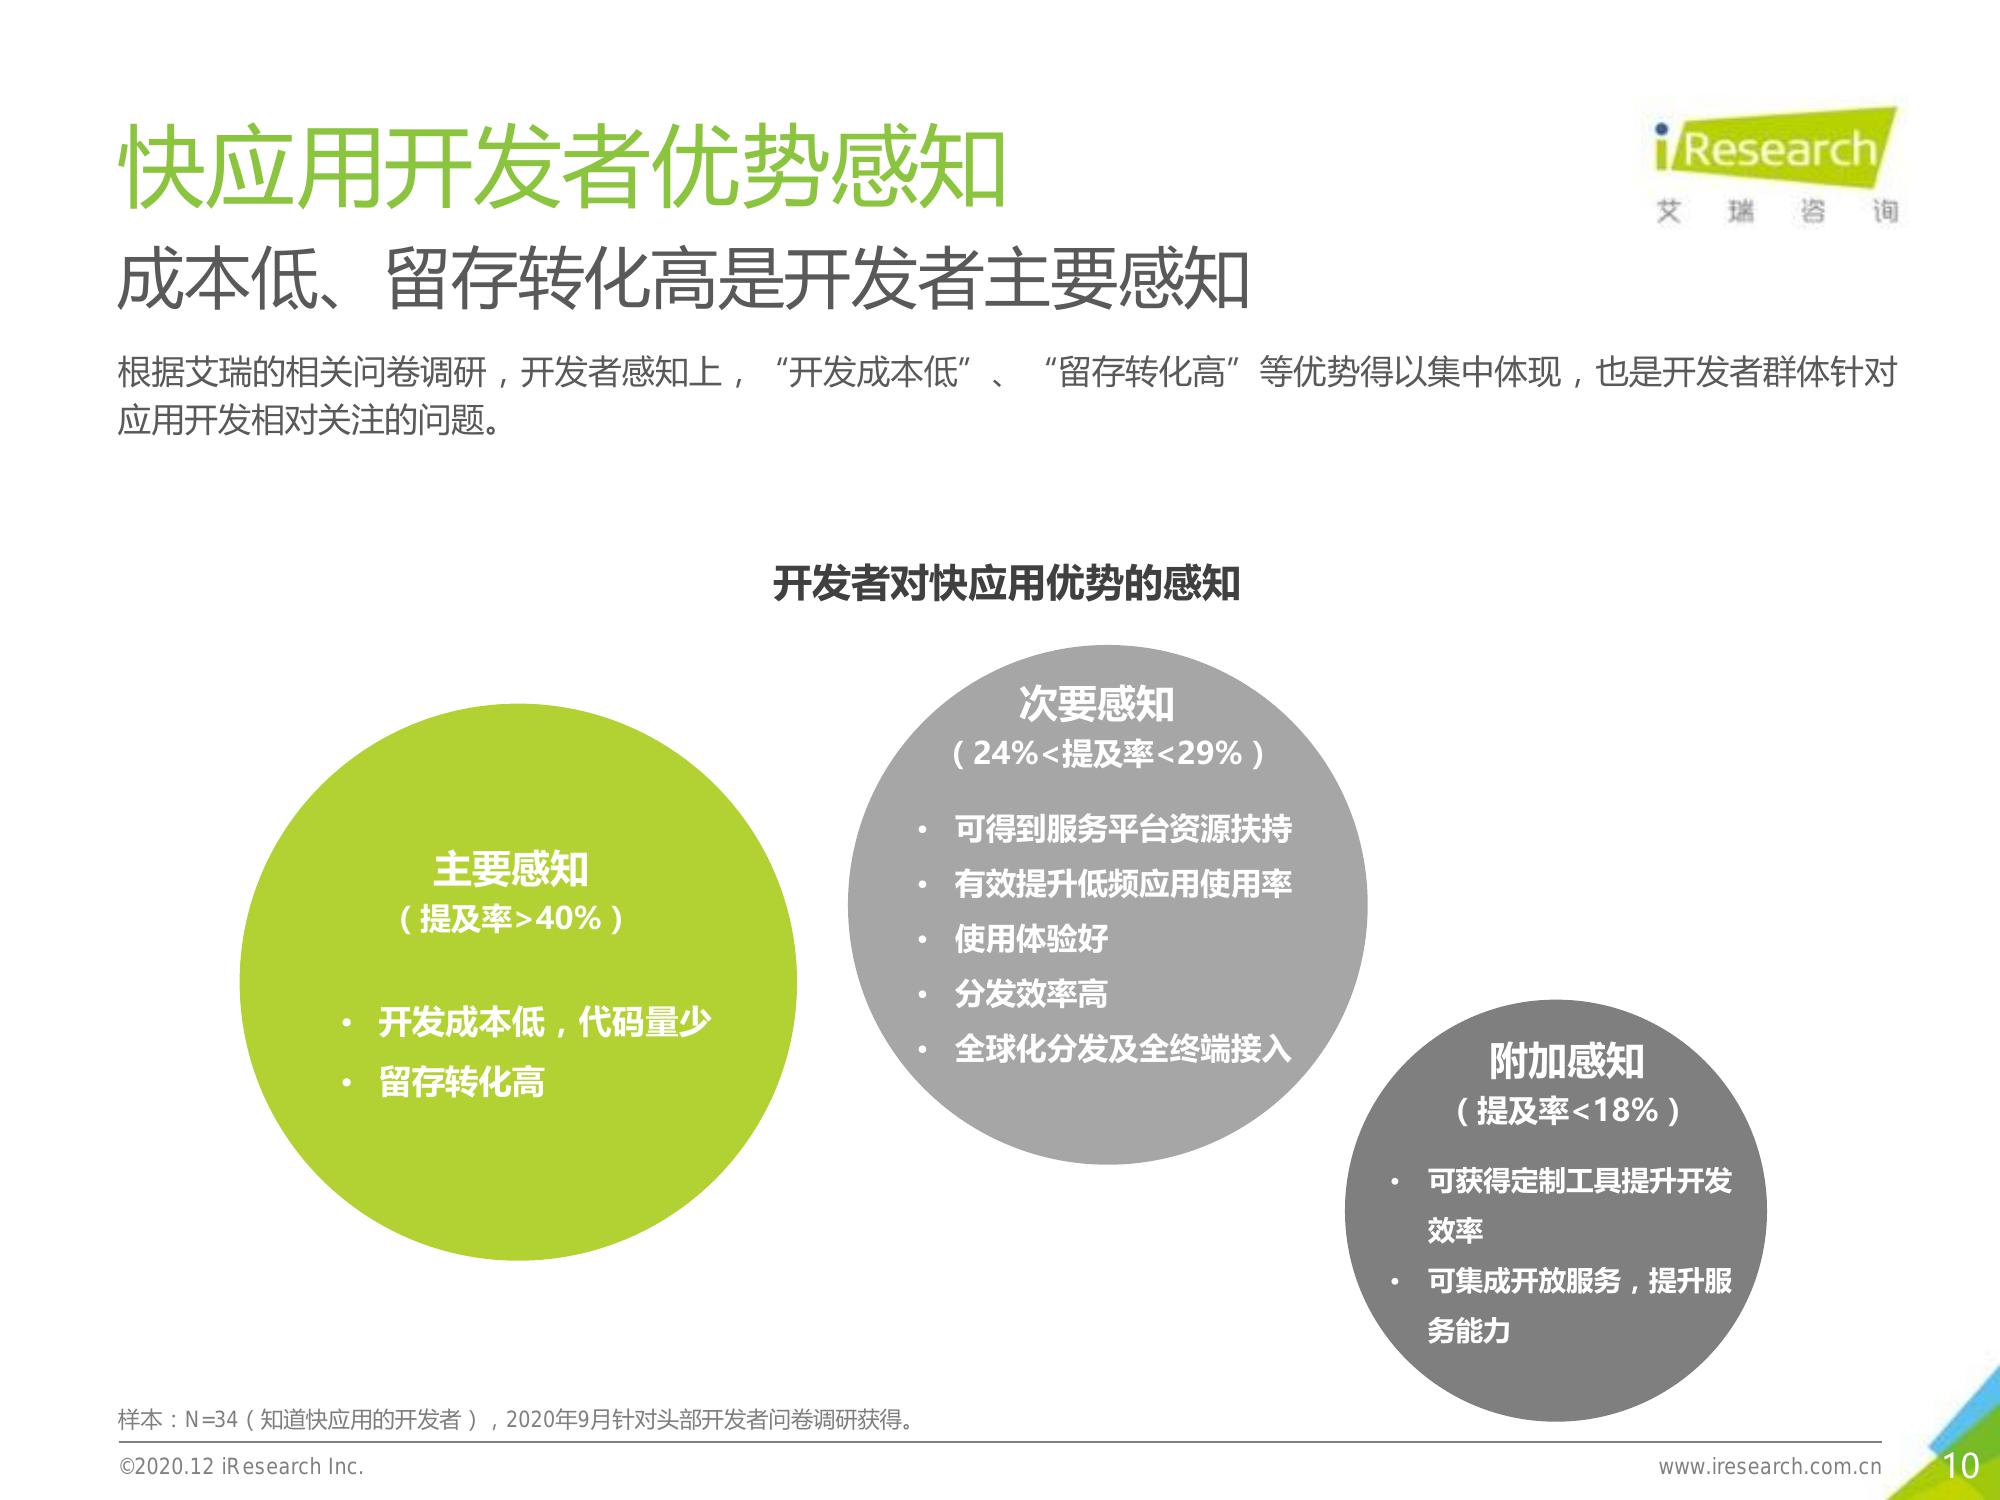 快应用开发者优势感知
iResearch
艾瑞咨询
成本低、留存转化高是开发者主要感知
根据艾瑞的相关问卷调研，开发者感知上，“开发成本低”、“留存转化高”等优势得以集中体现，也是开发者群体针对
应用开发相对关注的问题。
开发者对快应用优势的感知
主要感知
（提及率>40%）
• 开发成本低，代码量少
• 留存转化高
次要感知
（24%<提及率<29%）
• 可得到服务平台资源扶持
• 有效提升低频应用使用率
• 使用体验好
• 分发效率高
• 全球化分发及全终端接入
附加感知
（提及率<18%）
• 可获得定制工具提升开发
效率
• 可集成开放服务，提升服
务能力
样本：N=34（知道快应用的开发者），2020年9月针对头部开发者问卷调研获得。
©2020.12 iResearch Inc.
www.iresearch.com.cn
10